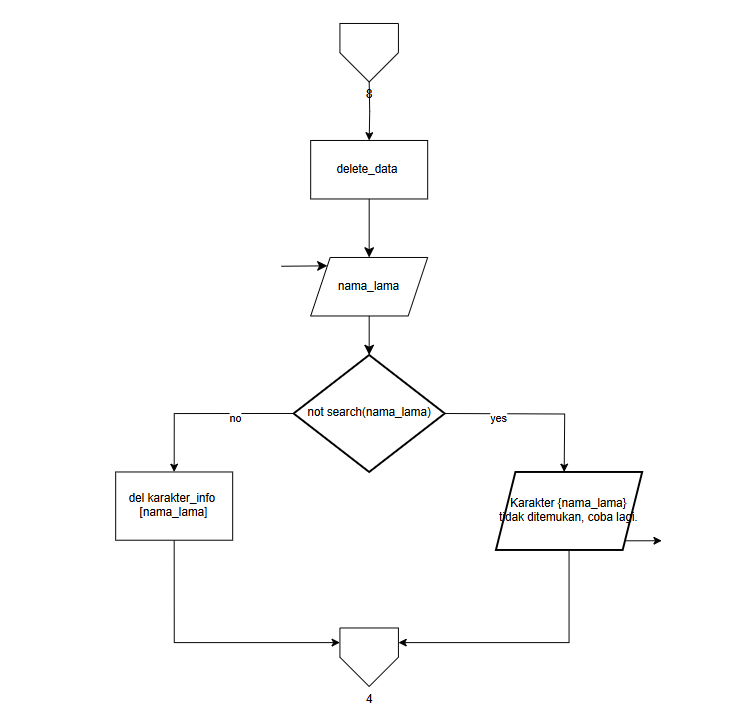 8
delete_data
nama_lama
not search(nama_lama)
no
yes
del karakter_info
[nama_lama]
Karakter {nama_lama}
tidak ditemukan, coba lagi.
4